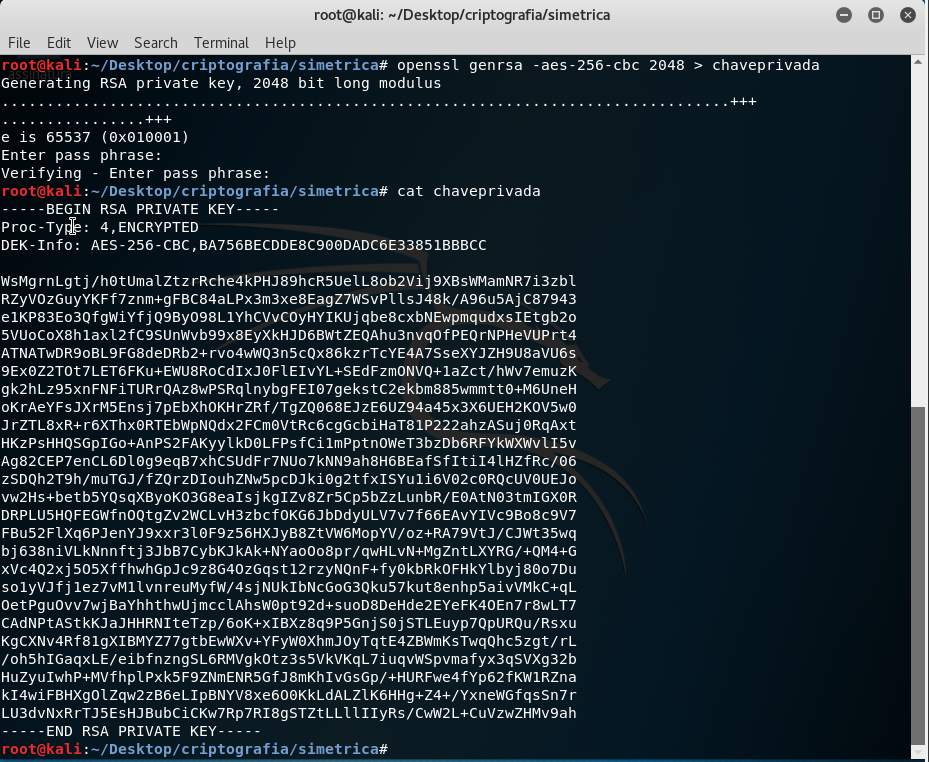 root@kali: ~/Desktop/criptografia/simetrica
File Edit View Search Terminal Help
root@kali:~/Desktop/criptografia/simetrica# openssl genrsa -aes-256-cbc 2048 > chaveprivada
Generating RSA private key, 2048 bit long modulus
.................................................................................+++
................+++
e is 65537 (0x010001)
Enter pass phrase:
Verifying - Enter pass phrase:
root@kali:~/Desktop/criptografia/simetrica# cat chaveprivada
-----BEGIN RSA PRIVATE KEY-----
Proc-Type: 4,ENCRYPTED
DEK-Info: AES-256-CBC,BA756BECDDE8C900DADC6E33851BBBCC
WsMgrnLgtj/h0tUmalZtzrRche4kPHJ89hcR5UelL8ob2Vij9XBsWMamNR7i3zbl
RZyVOzGuyYKFf7znm+gFBC84aLPx3m3xe8EagZ7WSvPllsJ48k/A96u5AjC87943
e1KP83Eo3QfgWiYfjQ9ByO98L1YhCVvCOyHYIKUjqbe8cxbNEwpmqudxsIEtgb2o
5VUoCoX8h1axl2fC9SUnWvb99x8EyXkHJD6BWtZEQAhu3nvqOfPEQrNPHeVUPrt4
ATNATwDR9oBL9FG8deDRb2+rvo4wWQ3n5cQx86kzrTcYE4A7SseXYJZH9U8aVU6s
9Ex0Z2TOt7LET6FKu+EWU8RoCdIxJ0FlEIvYL+SEdFzmONVQ+1aZct/hWv7emuzK
gk2hLz95xnFNFiTURrQAz8wPSRqlnybgFEI07gekstC2ekbm885wmmtt0+M6UneH
oKrAeYFsJXrM5Ensj7pEbXhOKHrZRf/TgZQ068EJzE6UZ94a45x3X6UEH2KOV5w0
JrZTL8xR+r6XThx0RTEbWpNQdx2FCm0VtRc6cgGcbiHaT81P222ahzASuj0RqAxt
HKzPsHHQSGpIGo+AnPS2FAKyylkD0LFPsfCi1mPptnOWeT3bzDb6RFYkWXWvlI5v
Ag82CEP7enCL6Dl0g9eqB7xhCSUdFr7NUo7kNN9ah8H6BEafSfItiI4lHZfRc/06
zSDQh2T9h/muTGJ/fZQrzDIouhZNw5pcDJki0g2tfxISYu1i6V02c0RQcUV0UEJo
vw2Hs+betb5YQsqXByoKO3G8eaIsjkgIZv8Zr5Cp5bZzLunbR/E0AtN03tmIGX0R
DRPLU5HQFEGWfnOQtgZv2WCLvH3zbcfOKG6JbDdyULV7v7f66EAvYIVc9Bo8c9V7
FBu52FlXq6PJenYJ9xxr3l0F9z56HXJyB8ZtVW6MopYV/oz+RA79VtJ/CJWt35wq
bj638niVLkNnnftj3JbB7CybKJkAk+NYaoOo8pr/qwHLvN+MgZntLXYRG/+QM4+G
xVc4Q2xj5O5XffhwhGpJc9z8G4OzGqst12rzyNQnF+fy0kbRkOFHkYlbyj80o7Du
so1yVJfj1ez7vM1lvnreuMyfW/4sjNUkIbNcGoG3Qku57kut8enhp5aivVMkC+qL
OetPguOvv7wjBaYhhthwUjmcclAhsW0pt92d+suoD8DeHde2EYeFK4OEn7r8wLT7
CAdNPtAStkKJaJHHRNIteTzp/6oK+xIBXz8q9P5GnjS0jSTLEuyp7QpURQu/Rsxu
KgCXNv4Rf81gXIBMYZ77gtbEwWXv+YFyW0XhmJOyTqtE4ZBWmKsTwqQhc5zgt/rL
/oh5hIGaqxLE/eibfnzngSL6RMVgkOtz3s5VkVKqL7iuqvWSpvmafyx3qSVXg32b
HuZyuIwhP+MVfhplPxk5F9ZNmENR5GfJ8mKhIvGsGp/+HURFwe4fYp62fKW1RZna
kI4wiFBHXgOlZqw2zB6eLIpBNYV8xe6O0KkLdALZlK6HHg+Z4+/YxneWGfqsSn7r
LU3dvNxRrTJ5EsHJBubCiCKw7Rp7RI8gSTZtLLllIIyRs/CwW2L+CuVzwZHMv9ah
-----END RSA PRIVATE KEY-----
root@kali:~/Desktop/criptografia/simetrica#